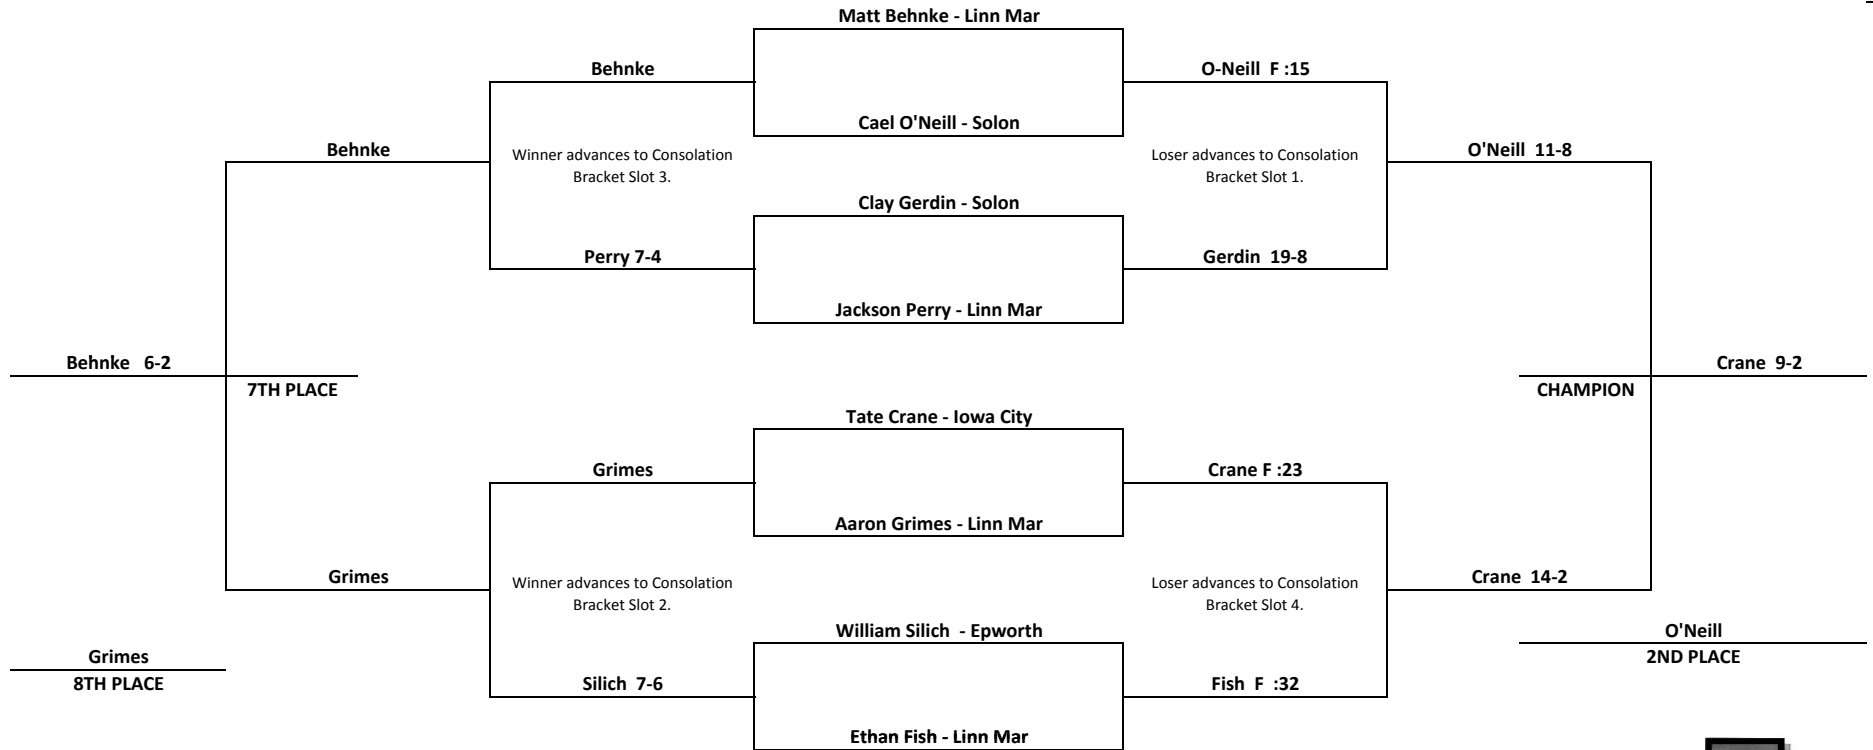 Matt Behnke - Linn Mar
Behnke
O-Neill F :15
Cael O'Neill - Solon
Behnke
Winner advances to Consolation
Bracket Slot 3.
Loser advances to Consolation
Bracket Slot 1.
O'Neill 11-8
Clay Gerdin - Solon
Perry 7-4
Gerdin 19-8
Jackson Perry - Linn Mar
Behnke 6-2
7TH PLACE
CHAMPION
Crane 9-2
Tate Crane - Iowa City
Grimes
Crane F :23
Aaron Grimes - Linn Mar
Grimes
Winner advances to Consolation
Bracket Slot 2.
Loser advances to Consolation
Bracket Slot 4.
Crane 14-2
William Silich - Epworth
O'Neill
2ND PLACE
Grimes
8TH PLACE
Silich 7-6
Fish F :32
Ethan Fish - Linn Mar